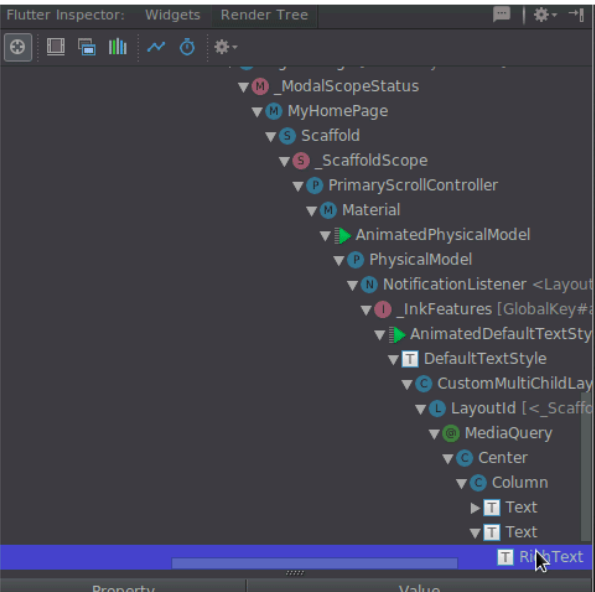 Flutter Inspector: Widgets Render Tree
M _ModalScopeStatus
M MyHomePage
S Scaffold
S _ScaffoldScope
P PrimaryScrollController
M Material
AnimatedPhysicalModel
P PhysicalModel
N NotificationListener <Layout
I _InkFeatures [GlobalKey#a
AnimatedDefaultTextSty
T DefaultTextStyle
C CustomMultiChildLay
L LayoutId [<_Scaffo
@ MediaQuery
C Center
C Column
T Text
T Text
T RichText
Property Value